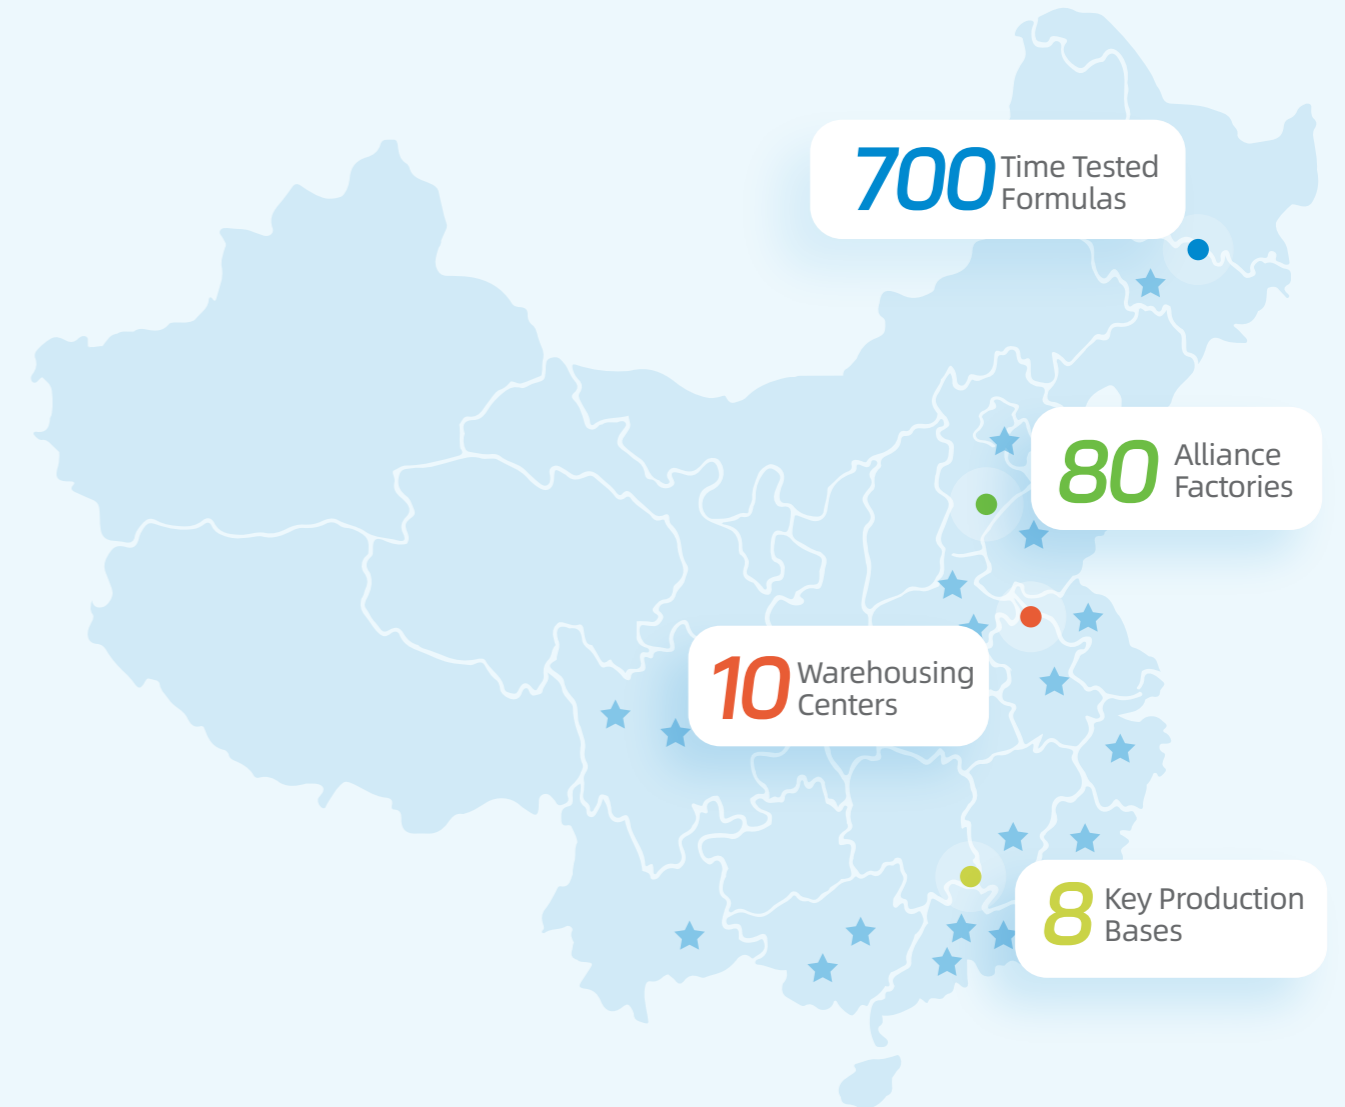 700 Time Tested
Formulas
80 Alliance
Factories
10 Warehousing
Centers
8 Key Production
Bases